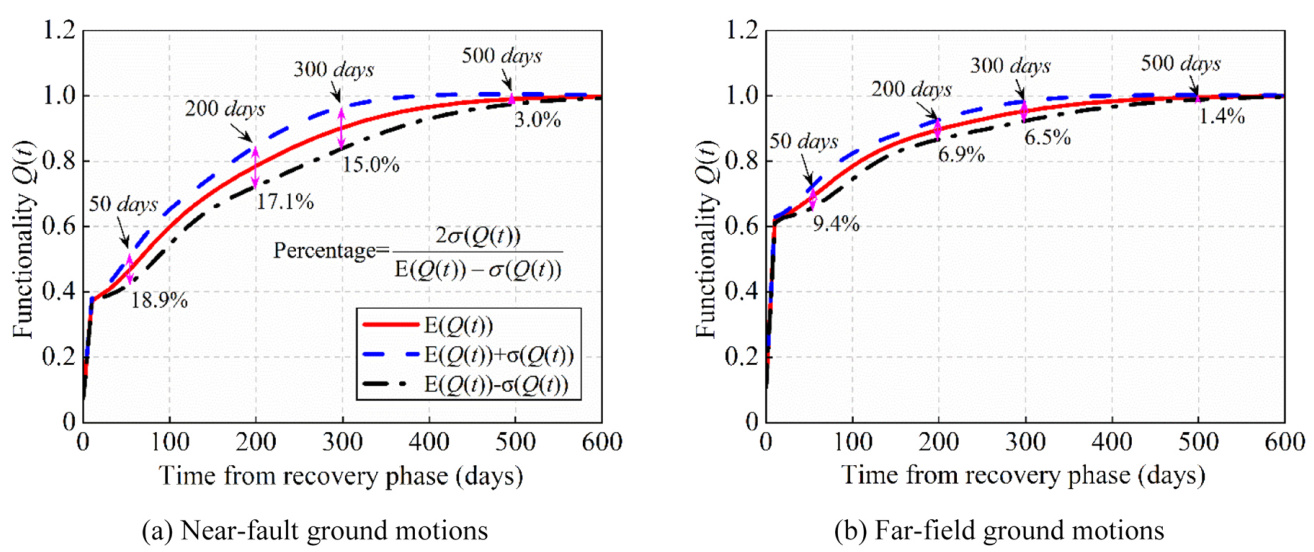 1.2
1.0
0.8
0.6
0.4
0.2
0
Functionality Q(t)
50 days
200 days
300 days
500 days
18.9%
17.1%
15.0%
3.0%
Percentage= 2σ(Q(t)) / E(Q(t))−σ(Q(t))
E(Q(t))
E(Q(t))+σ(Q(t))
E(Q(t))-σ(Q(t))
0 100 200 300 400 500 600
Time from recovery phase (days)
(a) Near-fault ground motions
1.2
1.0
0.8
0.6
0.4
0.2
0
Functionality Q(t)
50 days
200 days
300 days
500 days
9.4%
6.9%
6.5%
1.4%
0 100 200 300 400 500 600
Time from recovery phase (days)
(b) Far-field ground motions